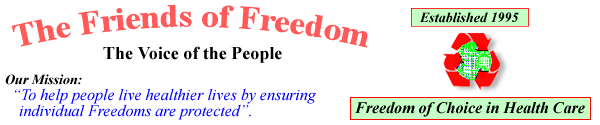 The Friends of Freedom
The Voice of the People
Our Mission:
“To help people live healthier lives by ensuring
individual Freedoms are protected”.
Established 1995
Freedom of Choice in Health Care